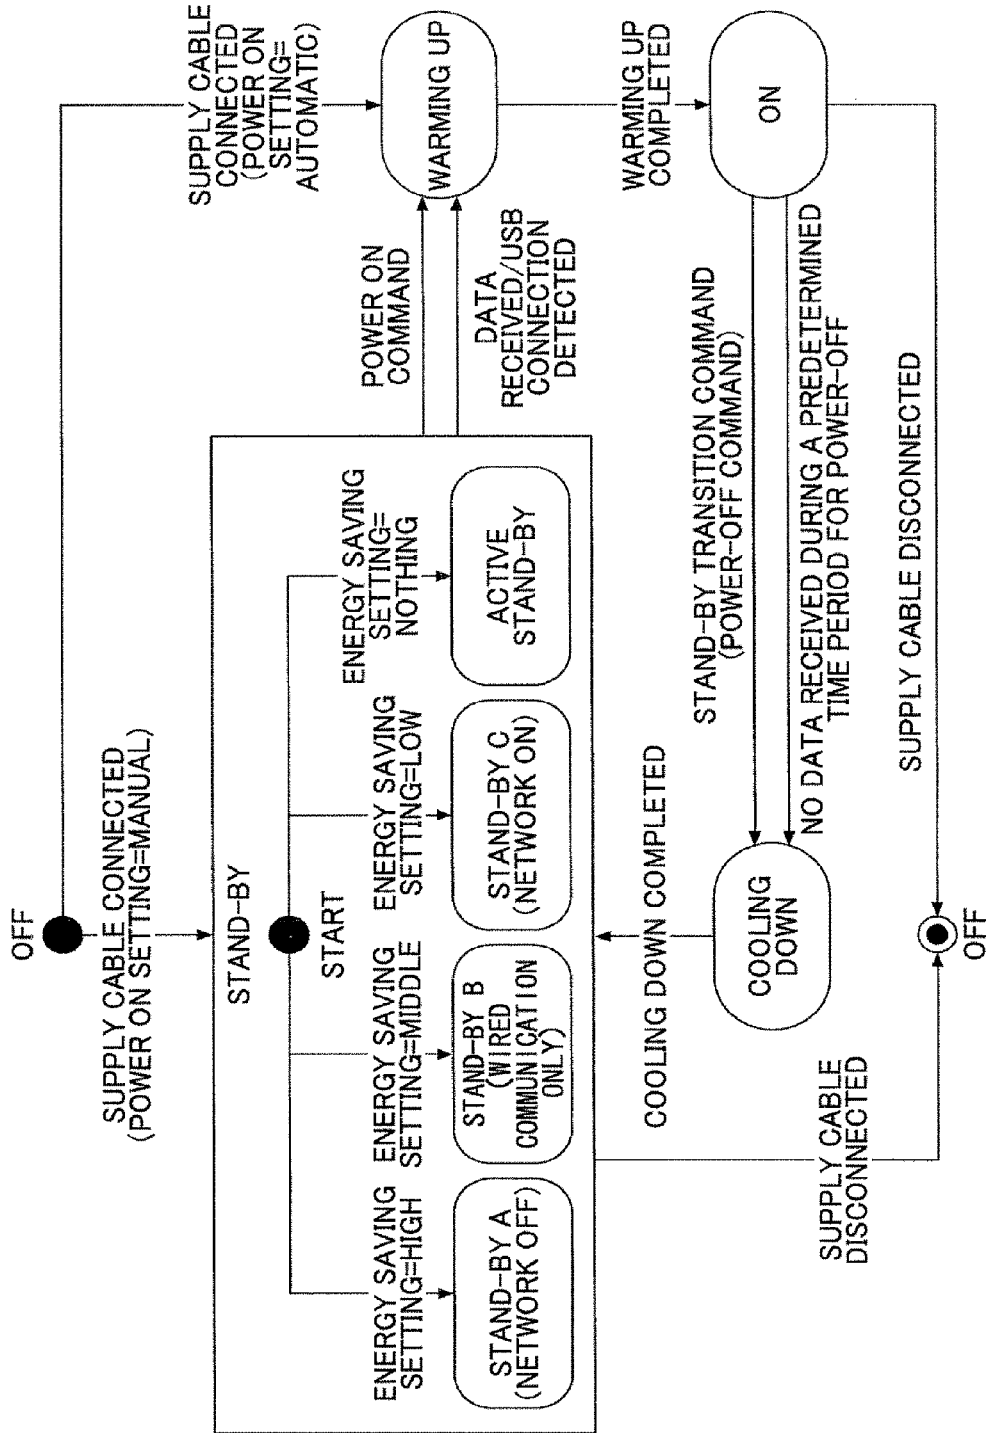 OFF
SUPPLY CABLE CONNECTED
(POWER ON SETTING=MANUAL)
SUPPLY CABLE
CONNECTED
(POWER ON
SETTING=
AUTOMATIC)
STAND-BY
START
ENERGY SAVING
SETTING=HIGH
ENERGY SAVING
SETTING=MIDDLE
ENERGY SAVING
SETTING=LOW
ENERGY SAVING
SETTING=
NOTHING
STAND-BY A
(NETWORK OFF)
STAND-BY B
(WIRED
COMMUNICATION
ONLY)
STAND-BY C
(NETWORK ON)
ACTIVE
STAND-BY
POWER ON
COMMAND
DATA
RECEIVED/USB
CONNECTION
DETECTED
WARMING UP
WARMING UP
COMPLETED
COOLING DOWN COMPLETED
STAND-BY TRANSITION COMMAND
(POWER-OFF COMMAND)
ON
COOLING
DOWN
NO DATA RECEIVED DURING A PREDETERMINED
TIME PERIOD FOR POWER-OFF
SUPPLY CABLE
DISCONNECTED
SUPPLY CABLE DISCONNECTED
OFF